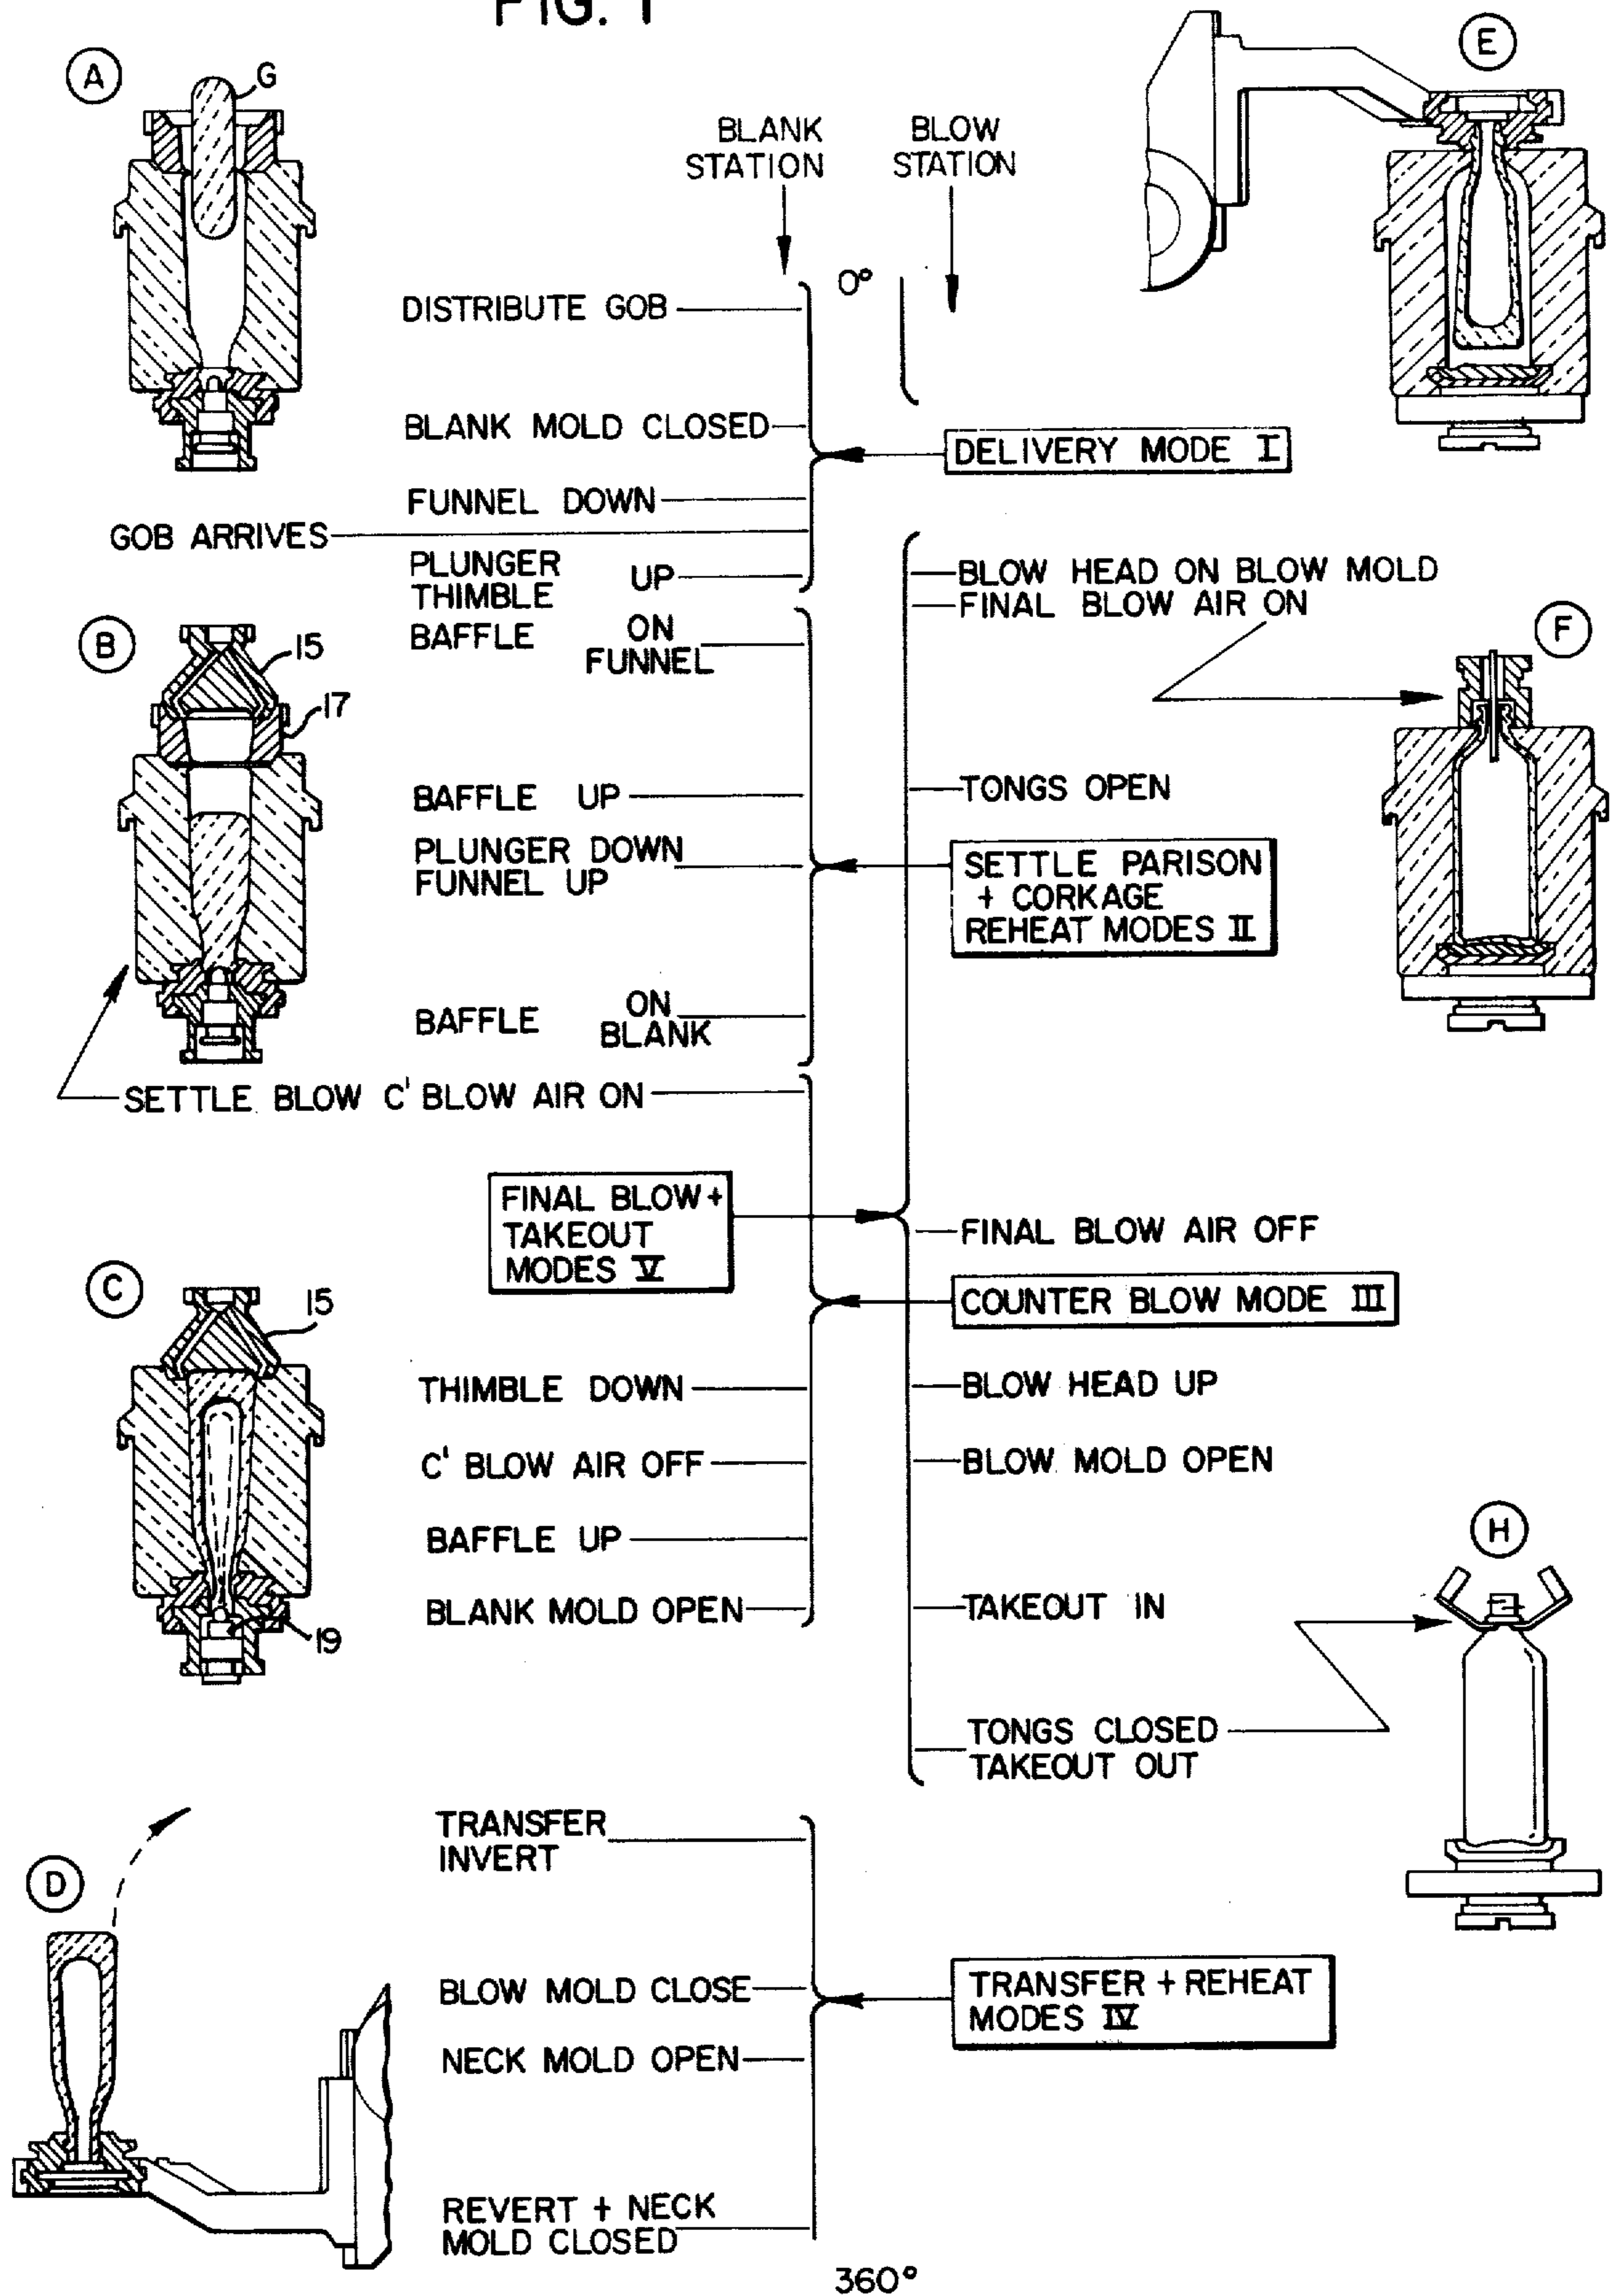 FIG. 1
A
G
E
BLANK
STATION
BLOW
STATION
0°
DISTRIBUTE GOB
BLANK MOLD CLOSED
DELIVERY MODE I
FUNNEL DOWN
GOB ARRIVES
PLUNGER
THIMBLE UP
BLOW HEAD ON BLOW MOLD
FINAL BLOW AIR ON
B
15
17
BAFFLE ON
FUNNEL
F
BAFFLE UP
TONGS OPEN
PLUNGER DOWN
FUNNEL UP
SETTLE PARISON
+ CORKAGE
REHEAT MODES II
BAFFLE ON
BLANK
SETTLE BLOW C' BLOW AIR ON
FINAL BLOW +
TAKEOUT
MODES V
FINAL BLOW AIR OFF
COUNTER BLOW MODE III
C
15
19
THIMBLE DOWN
BLOW HEAD UP
C' BLOW AIR OFF
BLOW MOLD OPEN
BAFFLE UP
H
BLANK MOLD OPEN
TAKEOUT IN
TONGS CLOSED
TAKEOUT OUT
TRANSFER
INVERT
D
BLOW MOLD CLOSE
TRANSFER + REHEAT
MODES IV
NECK MOLD OPEN
REVERT + NECK
MOLD CLOSED
360°